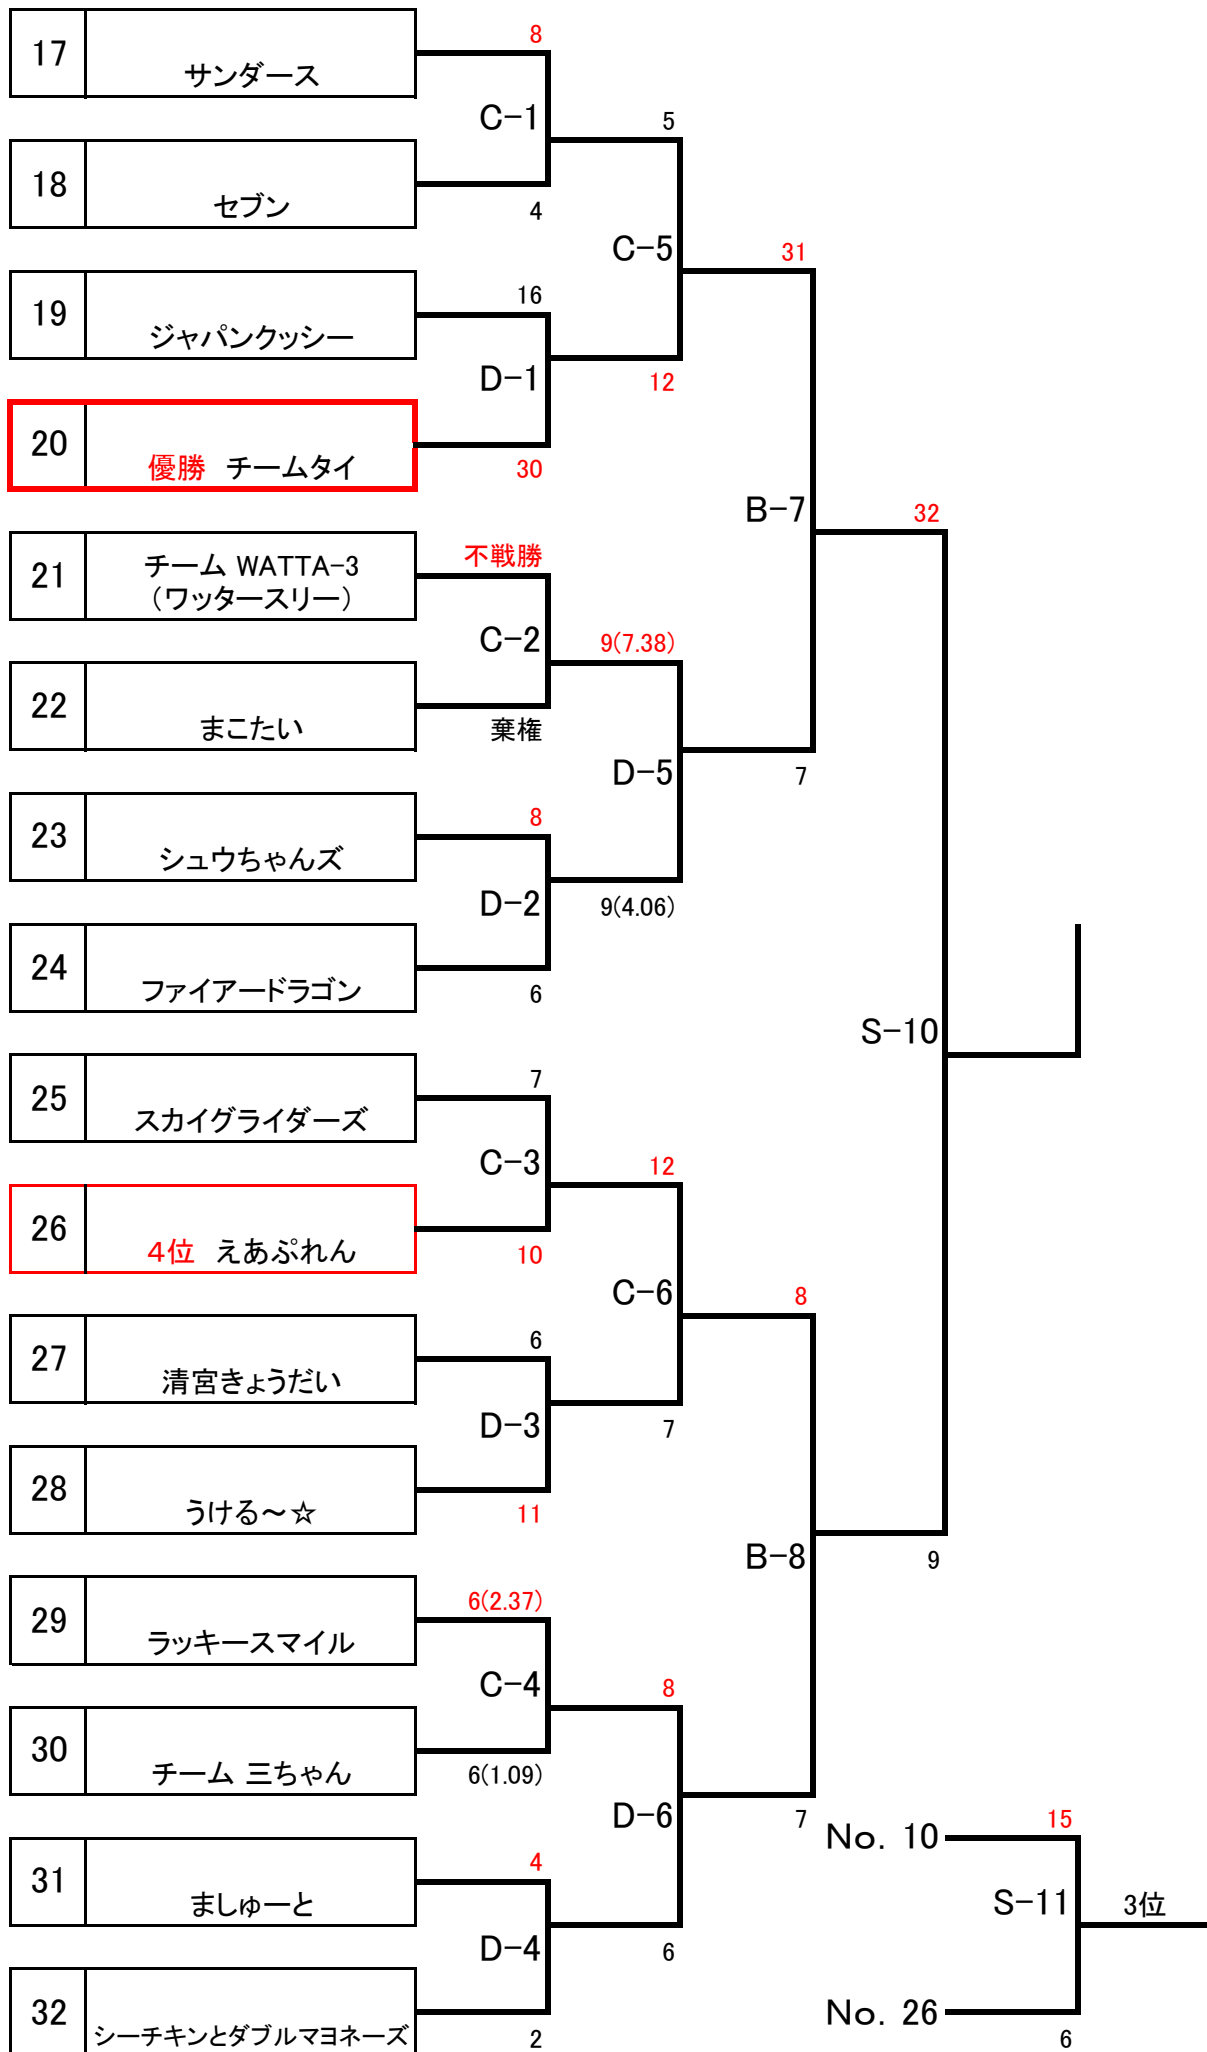 17
サンダース
8
C-1
5
18
セブン
4
C-5
31
19
ジャパンクッシー
16
D-1
12
20
優勝 チームタイ
30
B-7
32
21
チーム WATTA-3
（ワッタースリー）
不戦勝
C-2
9(7.38)
22
まこたい
棄権
D-5
7
23
シュウちゃんズ
8
D-2
9(4.06)
24
ファイアードラゴン
6
S-10
25
スカイグライダーズ
7
C-3
12
26
４位 えあぷれん
10
C-6
8
27
清宮きょうだい
6
D-3
7
28
うける～☆
11
B-8
9
29
ラッキースマイル
6(2.37)
C-4
8
30
チーム 三ちゃん
6(1.09)
D-6
7
No. 10
15
31
ましゅーと
4
S-11
3位
D-4
6
32
シーチキンとダブルマヨネーズ
2
No. 26
6